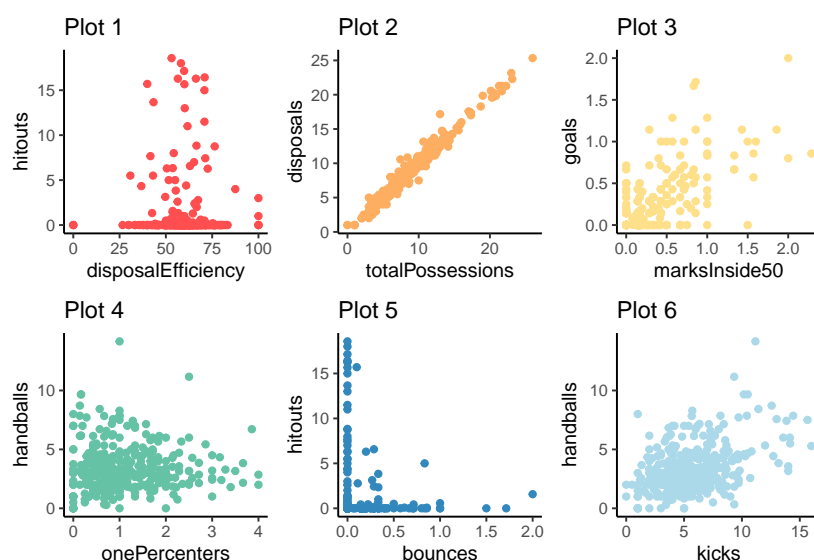 Plot 1
hitouts
15
10
5
0
0 25 50 75 100
disposalEfficiency
Plot 2
disposals
25
20
15
10
5
0
0 10 20
totalPossessions
Plot 3
goals
2.0
1.5
1.0
0.5
0.0
0.0 0.5 1.0 1.5 2.0
marksInside50
Plot 4
handballs
10
5
0
0 1 2 3 4
onePercenters
Plot 5
hitouts
15
10
5
0
0.0 0.5 1.0 1.5 2.0
bounces
Plot 6
handballs
10
5
0
0 5 10 15
kicks